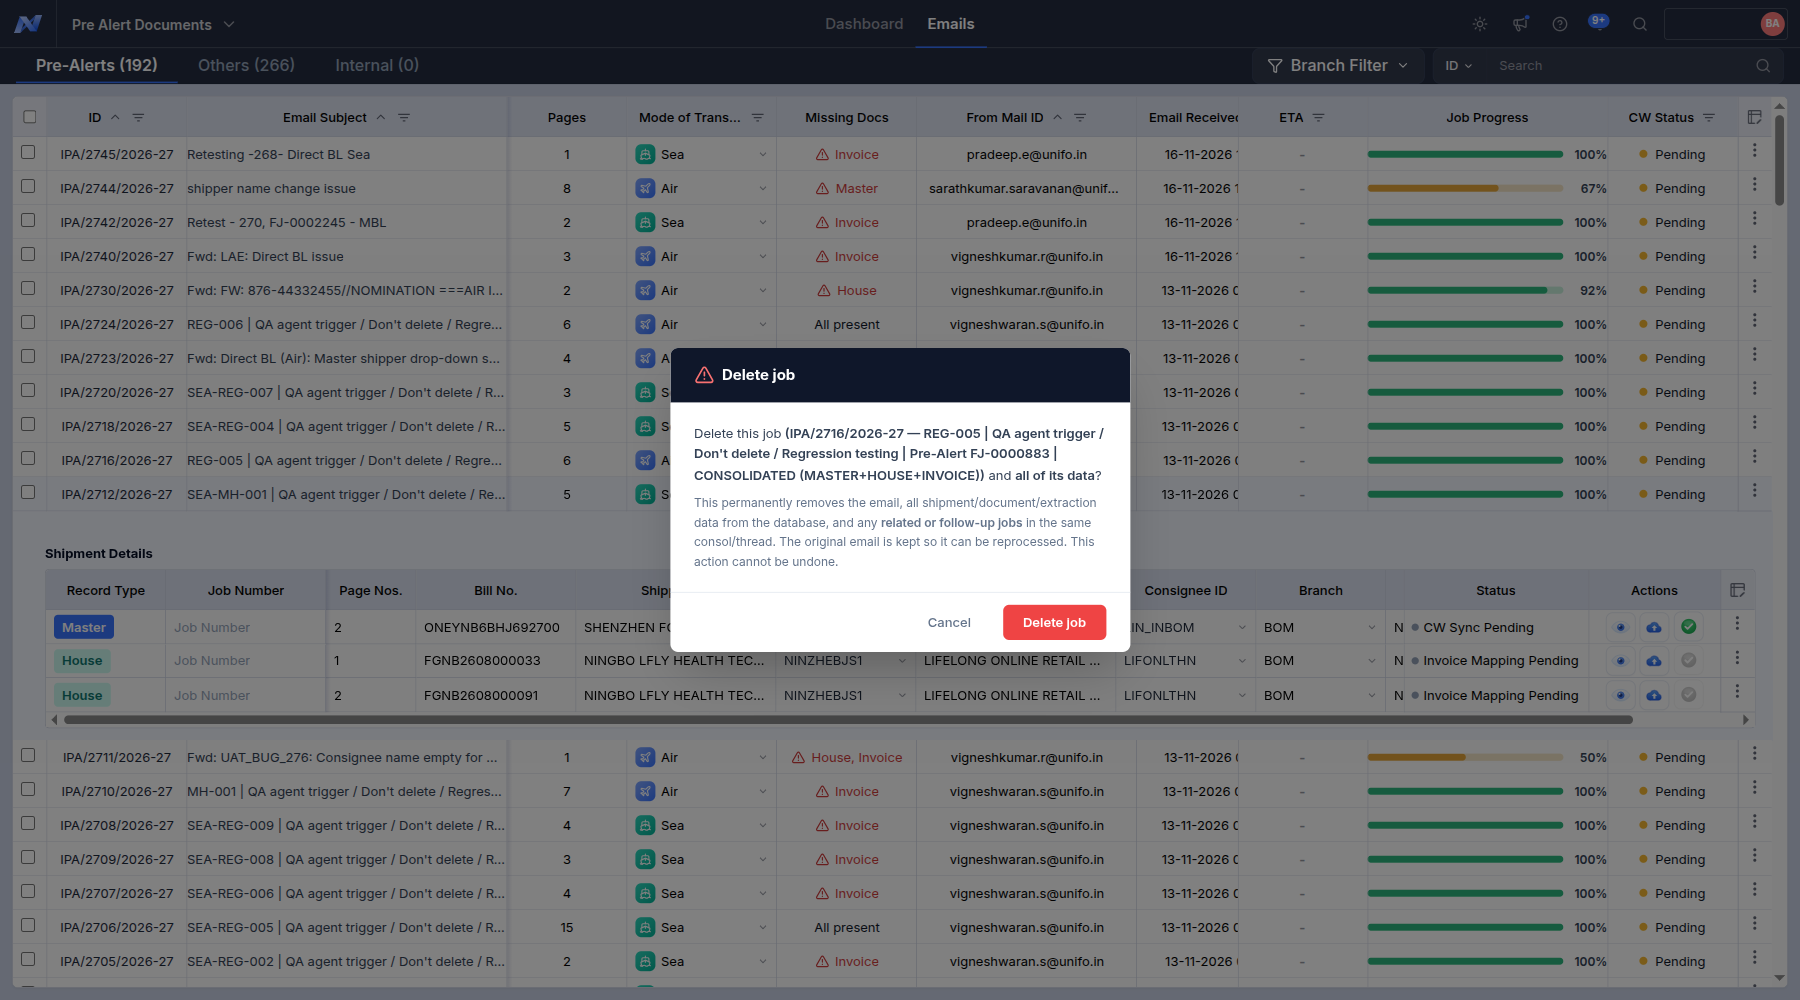 Pre Alert Documents
Dashboard Emails
9+
BA
Pre-Alerts (192) Others (266) Internal (0)
Branch Filter
ID Search
ID Email Subject Pages Mode of Trans... Missing Docs From Mail ID Email Received ETA Job Progress CW Status
IPA/2745/2026-27 Retesting -268- Direct BL Sea 1 Sea Invoice pradeep.e@unifo.in 16-11-2026 - 100% Pending
IPA/2744/2026-27 shipper name change issue 8 Air Master sarathkumar.saravanan@unif... 16-11-2026 - 67% Pending
IPA/2742/2026-27 Retest - 270, FJ-0002245 - MBL 2 Sea Invoice pradeep.e@unifo.in 16-11-2026 - 100% Pending
IPA/2740/2026-27 Fwd: LAE: Direct BL issue 3 Air Invoice vigneshkumar.r@unifo.in 16-11-2026 - 100% Pending
IPA/2730/2026-27 Fwd: FW: 876-44332455//NOMINATION ===AIR I... 2 Air House vigneshkumar.r@unifo.in 13-11-2026 - 92% Pending
IPA/2724/2026-27 REG-006 | QA agent trigger / Don't delete / Regre... 6 Air All present vigneshwaran.s@unifo.in 13-11-2026 - 100% Pending
IPA/2723/2026-27 Fwd: Direct BL (Air): Master shipper drop-down s... 4 13-11-2026 - 100% Pending
IPA/2720/2026-27 SEA-REG-007 | QA agent trigger / Don't delete / R... 3 13-11-2026 - 100% Pending
IPA/2718/2026-27 SEA-REG-004 | QA agent trigger / Don't delete / R... 5 13-11-2026 - 100% Pending
IPA/2716/2026-27 REG-005 | QA agent trigger / Don't delete / Regre... 6 13-11-2026 - 100% Pending
IPA/2712/2026-27 SEA-MH-001 | QA agent trigger / Don't delete / Re... 5 13-11-2026 - 100% Pending
Delete job
Delete this job (IPA/2716/2026-27 — REG-005 | QA agent trigger /
Don't delete / Regression testing | Pre-Alert FJ-0000883 |
CONSOLIDATED (MASTER+HOUSE+INVOICE)) and all of its data?
This permanently removes the email, all shipment/document/extraction
data from the database, and any related or follow-up jobs in the same
consol/thread. The original email is kept so it can be reprocessed. This
action cannot be undone.
Cancel Delete job
Shipment Details
Record Type Job Number Page Nos. Bill No. Consignee ID Branch Status Actions
Master Job Number 2 ONEYNB6BHJ692700 SHENZHEN IN_INBOM BOM N CW Sync Pending
House Job Number 1 FGNB2608000033 NINGBO LFLY HEALTH TEC... NINZHEBJS1 LIFELONG ONLINE RETAIL ... LIFONLTHN BOM N Invoice Mapping Pending
House Job Number 2 FGNB2608000091 NINGBO LFLY HEALTH TEC... NINZHEBJS1 LIFELONG ONLINE RETAIL ... LIFONLTHN BOM N Invoice Mapping Pending
IPA/2711/2026-27 Fwd: UAT_BUG_276: Consignee name empty for ... 1 Air House, Invoice vigneshkumar.r@unifo.in 13-11-2026 - 50% Pending
IPA/2710/2026-27 MH-001 | QA agent trigger / Don't delete / Regres... 7 Air Invoice vigneshwaran.s@unifo.in 13-11-2026 - 100% Pending
IPA/2708/2026-27 SEA-REG-009 | QA agent trigger / Don't delete / R... 4 Sea Invoice vigneshwaran.s@unifo.in 13-11-2026 - 100% Pending
IPA/2709/2026-27 SEA-REG-008 | QA agent trigger / Don't delete / R... 3 Sea Invoice vigneshwaran.s@unifo.in 13-11-2026 - 100% Pending
IPA/2707/2026-27 SEA-REG-006 | QA agent trigger / Don't delete / R... 4 Sea Invoice vigneshwaran.s@unifo.in 13-11-2026 - 100% Pending
IPA/2706/2026-27 SEA-REG-005 | QA agent trigger / Don't delete / R... 15 Sea All present vigneshwaran.s@unifo.in 13-11-2026 - 100% Pending
IPA/2705/2026-27 SEA-REG-002 | QA agent trigger / Don't delete / R... 2 Sea Invoice vigneshwaran.s@unifo.in 13-11-2026 - 100% Pending